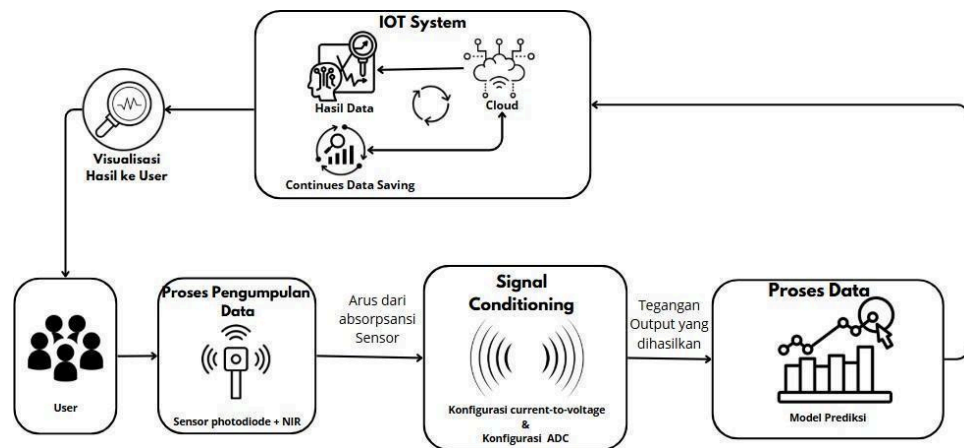 IOT System
Hasil Data
Cloud
Continues Data Saving
Visualisasi
Hasil ke User
User
Proses Pengumpulan
Data
Sensor photodiode + NIR
Arus dari
absorpsansi
Sensor
Signal
Conditioning
Konfigurasi current-to-voltage
&
Konfigurasi ADC
Tegangan
Output yang
dihasilkan
Proses Data
Model Prediksi